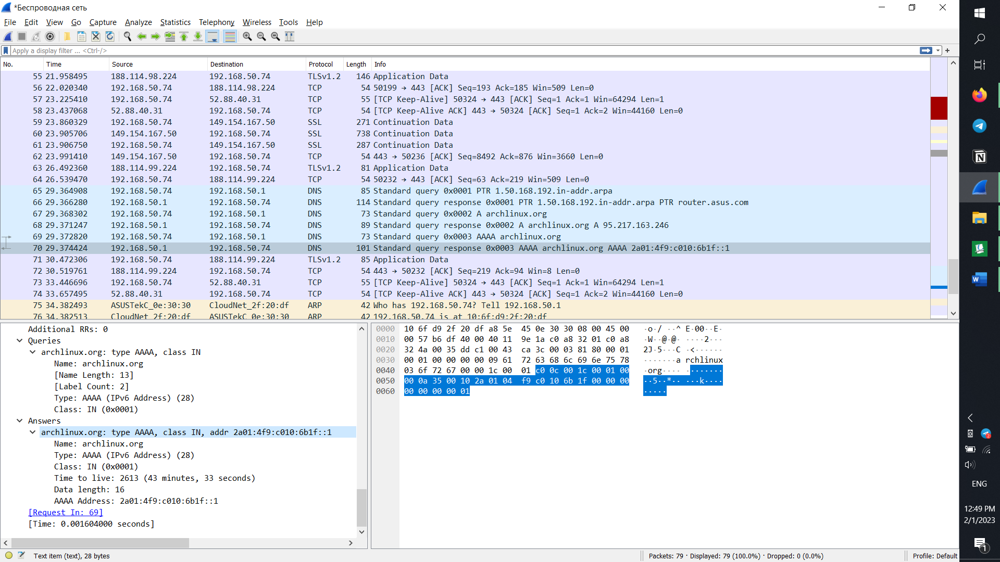 *Беспроводная сеть
File Edit View Go Capture Analyze Statistics Telephony Wireless Tools Help
Apply a display filter ... <Ctrl-/>
No. Time Source Destination Protocol Length Info
55 21.958495 188.114.98.224 192.168.50.74 TLSv1.2 146 Application Data
56 22.020340 192.168.50.74 188.114.98.224 TCP 54 50199 → 443 [ACK] Seq=193 Ack=185 Win=509 Len=0
57 23.225410 192.168.50.74 52.88.40.31 TCP 55 [TCP Keep-Alive] 50324 → 443 [ACK] Seq=1 Ack=1 Win=64294 Len=1
58 23.437068 52.88.40.31 192.168.50.74 TCP 54 [TCP Keep-Alive ACK] 443 → 50324 [ACK] Seq=1 Ack=2 Win=44160 Len=0
59 23.860329 192.168.50.74 149.154.167.50 SSL 271 Continuation Data
60 23.905706 149.154.167.50 192.168.50.74 SSL 738 Continuation Data
61 23.906750 192.168.50.74 149.154.167.50 SSL 287 Continuation Data
62 23.991410 149.154.167.50 192.168.50.74 TCP 54 443 → 50236 [ACK] Seq=8492 Ack=876 Win=3660 Len=0
63 26.492360 188.114.99.224 192.168.50.74 TLSv1.2 81 Application Data
64 26.539470 192.168.50.74 188.114.99.224 TCP 54 50232 → 443 [ACK] Seq=63 Ack=219 Win=509 Len=0
65 29.364908 192.168.50.74 192.168.50.1 DNS 85 Standard query 0x0001 PTR 1.50.168.192.in-addr.arpa
66 29.366280 192.168.50.1 192.168.50.74 DNS 114 Standard query response 0x0001 PTR 1.50.168.192.in-addr.arpa PTR router.asus.com
67 29.368302 192.168.50.74 192.168.50.1 DNS 73 Standard query 0x0002 A archlinux.org
68 29.371247 192.168.50.1 192.168.50.74 DNS 89 Standard query response 0x0002 A archlinux.org A 95.217.163.246
69 29.372820 192.168.50.74 192.168.50.1 DNS 73 Standard query 0x0003 AAAA archlinux.org
70 29.374424 192.168.50.1 192.168.50.74 DNS 101 Standard query response 0x0003 AAAA archlinux.org AAAA 2a01:4f9:c010:6b1f::1
71 30.472306 192.168.50.74 188.114.99.224 TLSv1.2 85 Application Data
72 30.519761 188.114.99.224 192.168.50.74 TCP 54 443 → 50232 [ACK] Seq=219 Ack=94 Win=8 Len=0
73 33.446696 192.168.50.74 52.88.40.31 TCP 55 [TCP Keep-Alive] 50324 → 443 [ACK] Seq=1 Ack=1 Win=64294 Len=1
74 33.657495 52.88.40.31 192.168.50.74 TCP 54 [TCP Keep-Alive ACK] 443 → 50324 [ACK] Seq=1 Ack=2 Win=44160 Len=0
75 34.382493 ASUSTekC_0e:30:30 CloudNet_2f:20:df ARP 42 Who has 192.168.50.74? Tell 192.168.50.1
76 34.382513 CloudNet_2f:20:df ASUSTekC_0e:30:30 ARP 42 192.168.50.74 is at 10:6f:d9:2f:20:df
Additional RRs: 0
Queries
archlinux.org: type AAAA, class IN
Name: archlinux.org
[Name Length: 13]
[Label Count: 2]
Type: AAAA (IPv6 Address) (28)
Class: IN (0x0001)
Answers
archlinux.org: type AAAA, class IN, addr 2a01:4f9:c010:6b1f::1
Name: archlinux.org
Type: AAAA (IPv6 Address) (28)
Class: IN (0x0001)
Time to live: 2613 (43 minutes, 33 seconds)
Data length: 16
AAAA Address: 2a01:4f9:c010:6b1f::1
[Request In: 69]
[Time: 0.001604000 seconds]
0000 10 6f d9 2f 20 df a8 5e 45 0e 30 30 08 00 45 00 ·o·/ ··^ E·00··E·
0010 00 57 b6 df 40 00 40 11 9e 1a c0 a8 32 01 c0 a8 ·W··@·@· ····2···
0020 32 4a 00 35 dd c1 00 43 ca 3c 00 03 81 80 00 01 2J·5···C ·<······
0030 00 01 00 00 00 00 09 61 72 63 68 6c 69 6e 75 78 ·······a rchlinux
0040 03 6f 72 67 00 00 1c 00 01 c0 0c 00 1c 00 01 00 ·org···· ········
0050 00 0a 35 00 10 2a 01 04 f9 c0 10 6b 1f 00 00 00 ··5··*·· ···k····
0060 00 00 00 00 01 ·····
Text item (text), 28 bytes
Packets: 79 · Displayed: 79 (100.0%) · Dropped: 0 (0.0%)
Profile: Default
N
W
2
ENG
12:49 PM
2/1/2023
1